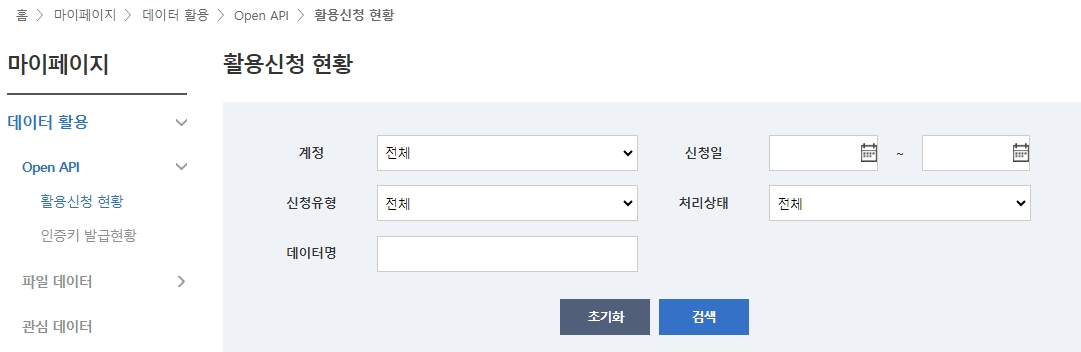 홈 > 마이페이지 > 데이터 활용 > Open API > 활용신청 현황
마이페이지
데이터 활용
Open API
활용신청 현황
인증키 발급현황
파일 데이터
관심 데이터
활용신청 현황
계정 전체 신청일 ~
신청유형 전체 처리상태 전체
데이터명
초기화 검색